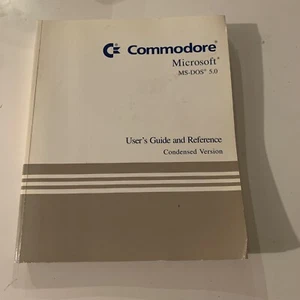 Commodore®
Microsoft®
MS-DOS® 5.0
User's Guide and Reference
Condensed Version